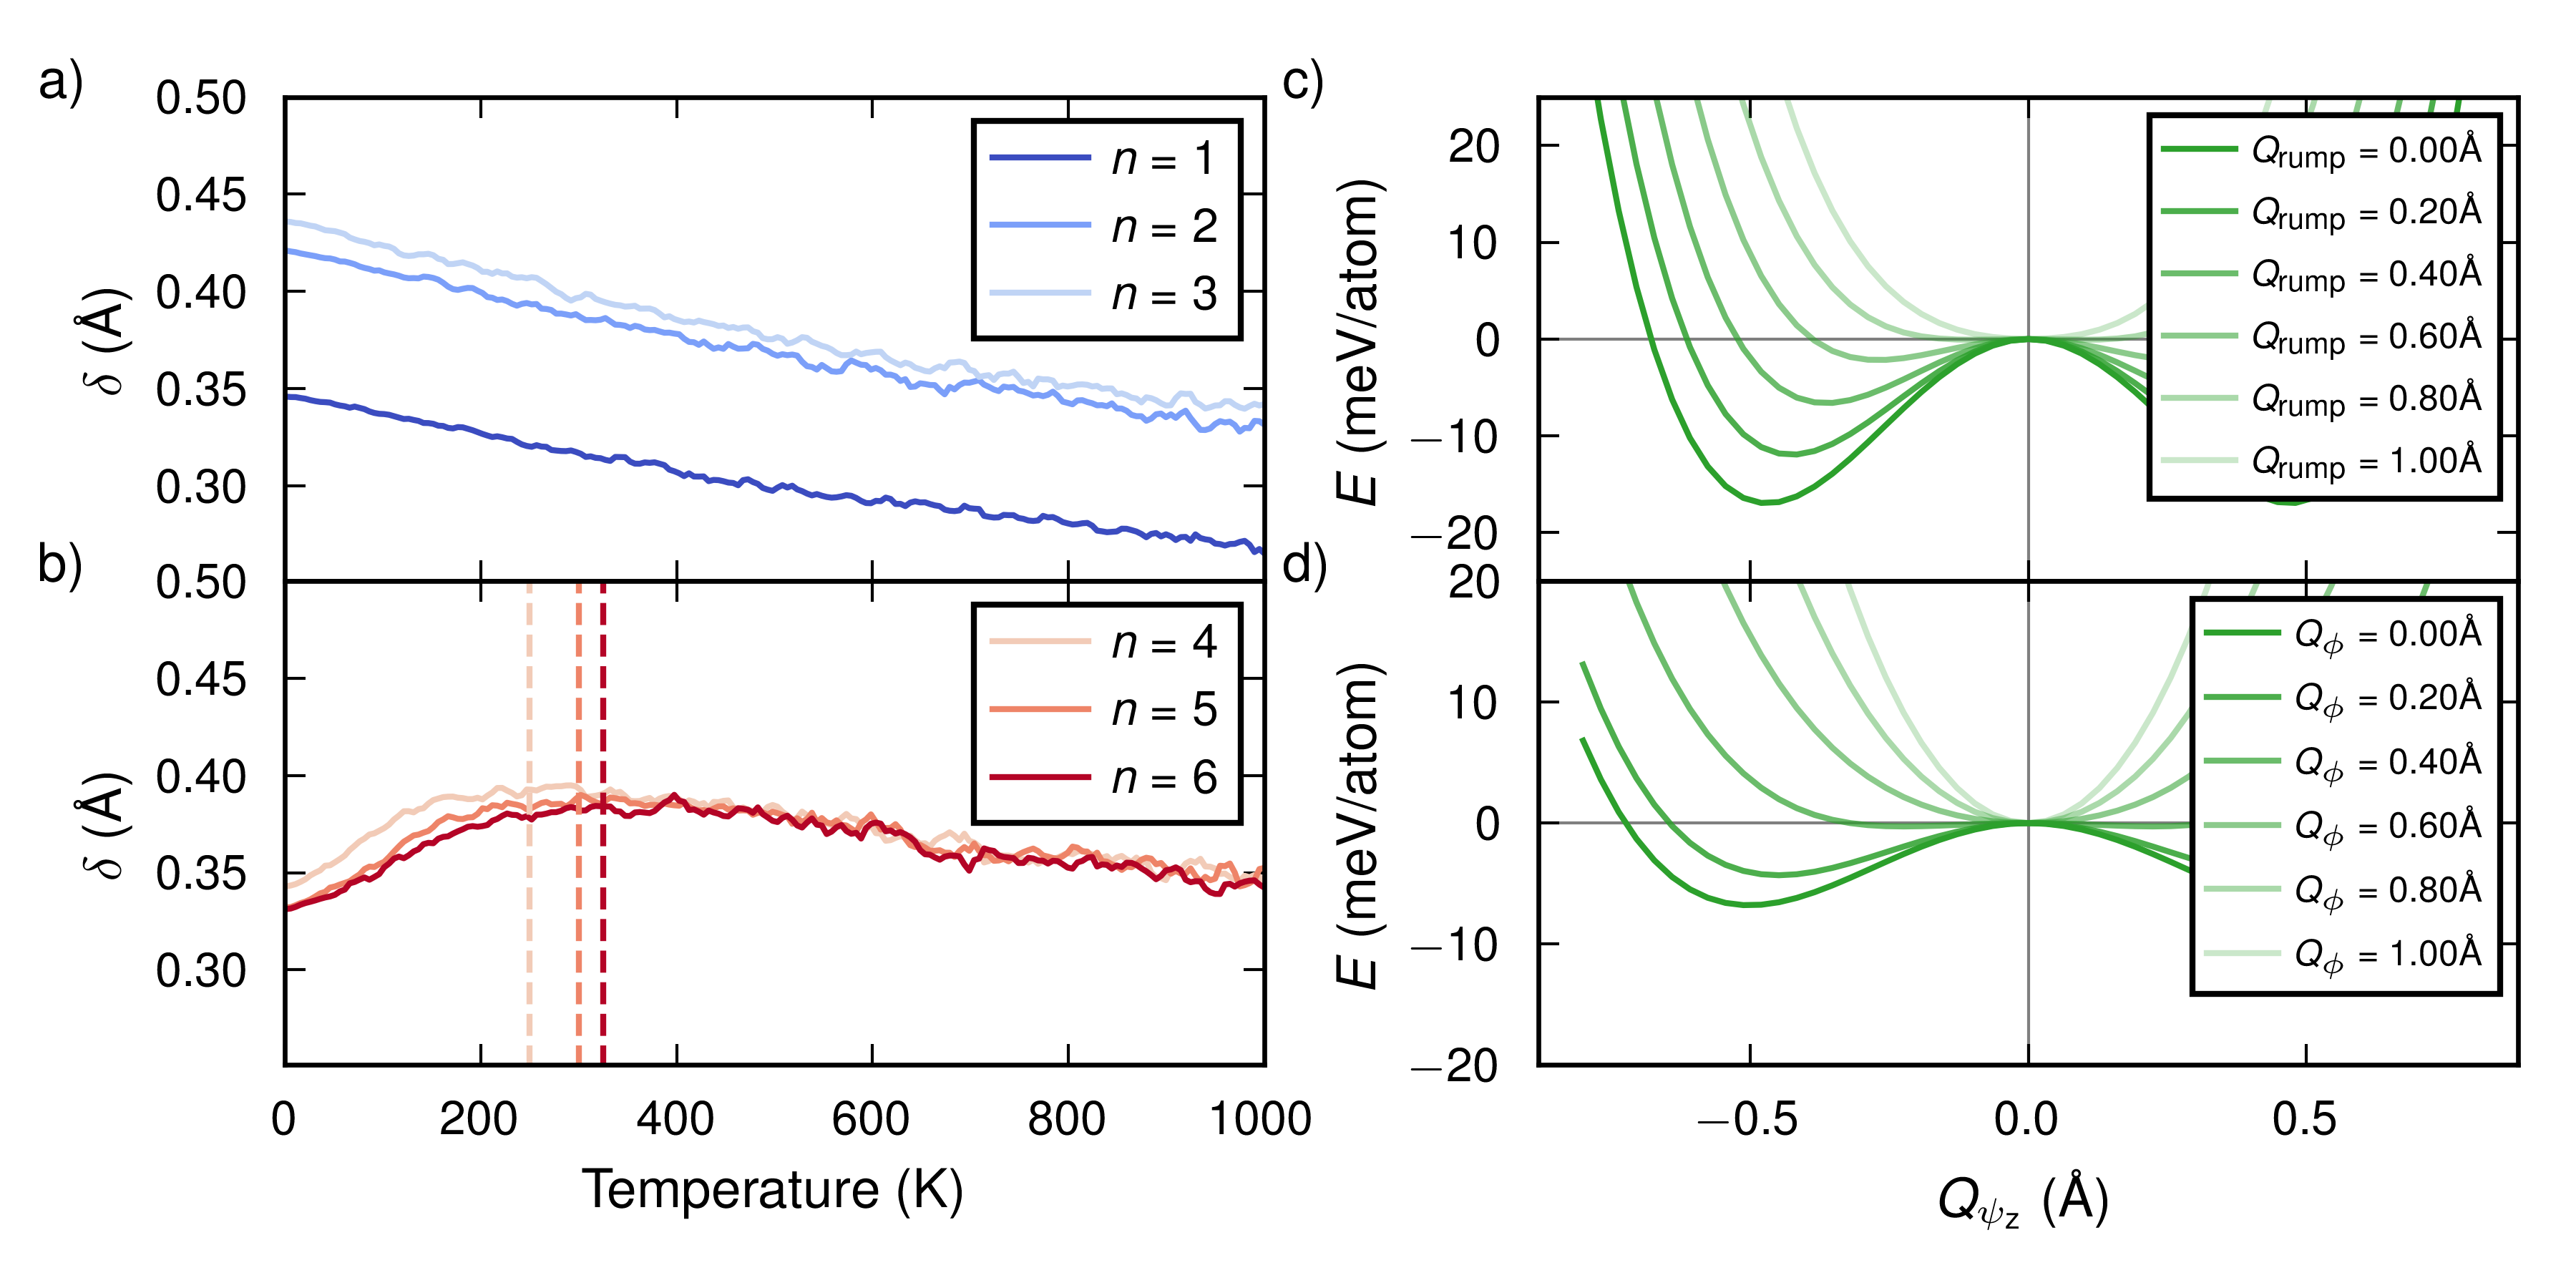 a)
0.50
0.45
0.40
0.35
0.30
δ (Å)
n = 1
n = 2
n = 3
b)
0.50
0.45
0.40
0.35
0.30
δ (Å)
n = 4
n = 5
n = 6
0 200 400 600 800 1000
Temperature (K)
c)
20
10
0
−10
−20
E (meV/atom)
Qrump = 0.00Å
Qrump = 0.20Å
Qrump = 0.40Å
Qrump = 0.60Å
Qrump = 0.80Å
Qrump = 1.00Å
d)
20
10
0
−10
−20
E (meV/atom)
Qϕ = 0.00Å
Qϕ = 0.20Å
Qϕ = 0.40Å
Qϕ = 0.60Å
Qϕ = 0.80Å
Qϕ = 1.00Å
−0.5 0.0 0.5
Qψz (Å)